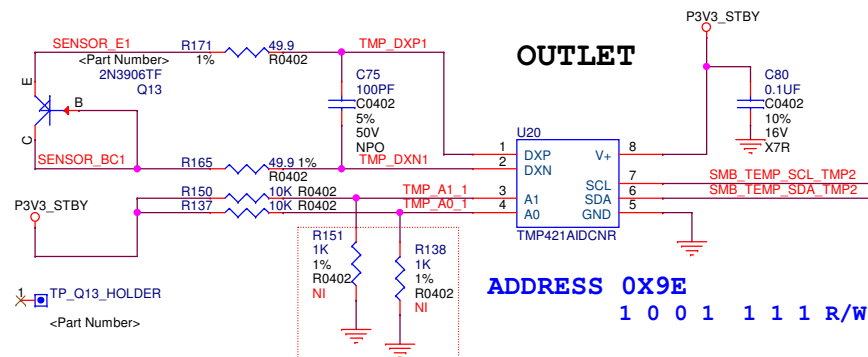 P3V3_STBY
SENSOR_E1
R171
49.9
TMP_DXP1
<Part Number>
1%
R0402
OUTLET
2N3906TF
Q13
E
B
C
C75
100PF
C0402
5%
50V
NPO
C80
0.1UF
C0402
10%
16V
X7R
U20
SENSOR_BC1
R165
49.9 1%
R0402
TMP_DXN1
1
DXP
V+
8
2
DXN
7
SCL
SMB_TEMP_SCL_TMP2
R150
10K
R0402
TMP_A1_1
3
A1
SDA
6
SMB_TEMP_SDA_TMP2
R137
10K
R0402
TMP_A0_1
4
A0
GND
5
P3V3_STBY
TMP421AIDCNR
R151
1K
1%
R0402
NI
R138
1K
1%
R0402
NI
ADDRESS 0X9E
1 0 0 1 1 1 1 R/W
1
TP_Q13_HOLDER
<Part Number>